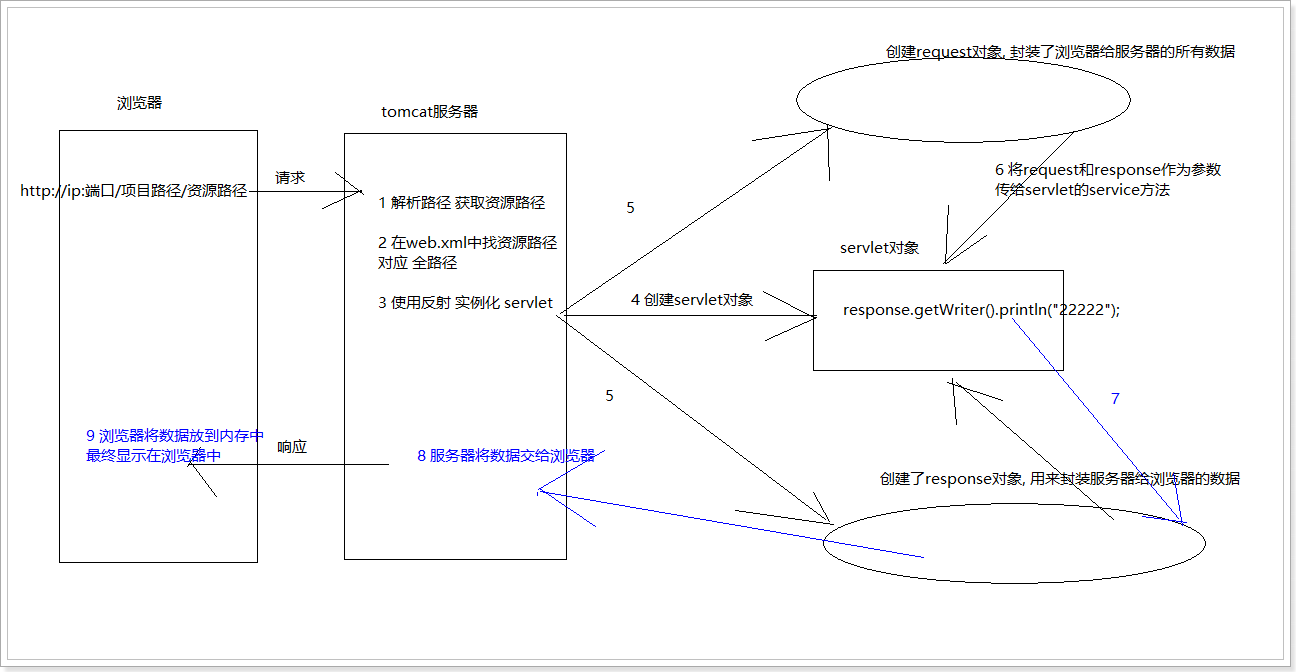 创建request对象, 封装了浏览器给服务器的所有数据
浏览器
tomcat服务器
http://ip:端口/项目路径/资源路径
请求
1 解析路径 获取资源路径
2 在web.xml中找资源路径
对应 全路径
3 使用反射 实例化 servlet
5
4 创建servlet对象
6 将request和response作为参数
传给servlet的service方法
servlet对象
response.getWriter().println("22222");
5
7
9 浏览器将数据放到内存中
最终显示在浏览器中
响应
8 服务器将数据交给浏览器
创建了response对象, 用来封装服务器给浏览器的数据